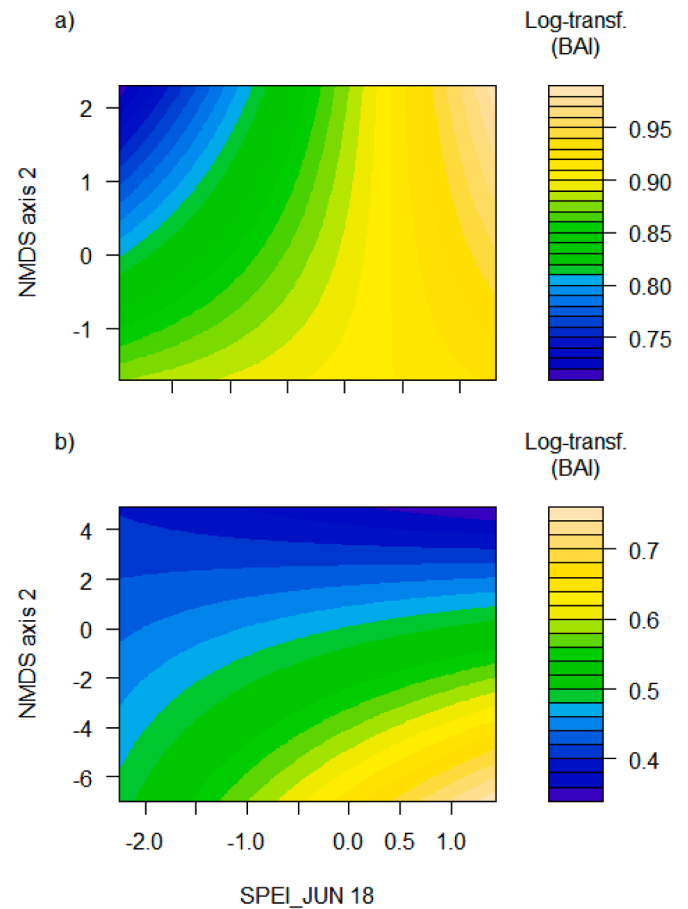 a)
Log-transf.
(BAI)
NMDS axis 2
2
1
0
-1
0.95
0.90
0.85
0.80
0.75
b)
Log-transf.
(BAI)
NMDS axis 2
4
2
0
-2
-4
-6
0.7
0.6
0.5
0.4
-2.0 -1.0 0.0 0.5 1.0
SPEI_JUN 18